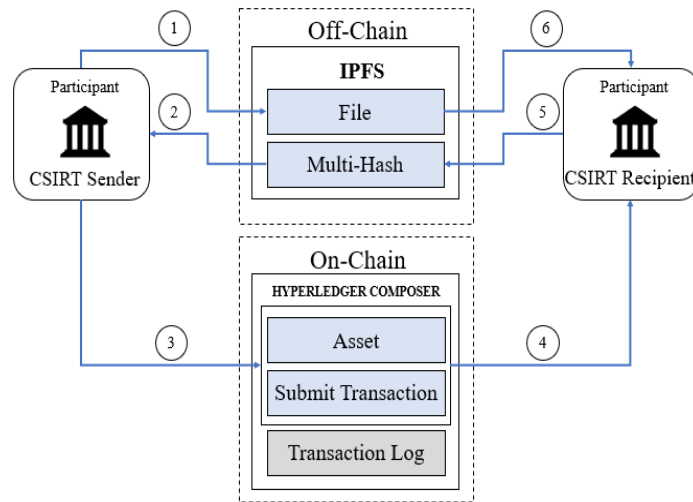 1
Off-Chain
6
IPFS
Participant
CSIRT Sender
2
File
Multi-Hash
5
Participant
CSIRT Recipient
On-Chain
HYPERLEDGER COMPOSER
3
Asset
Submit Transaction
4
Transaction Log